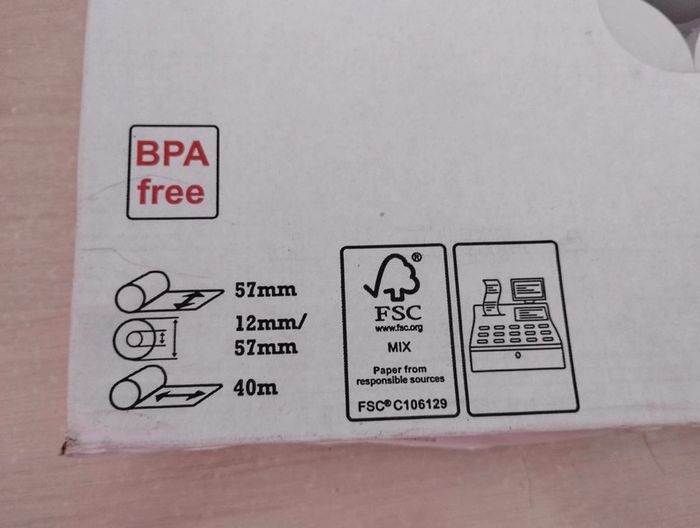 BPA
free
57mm
12mm/
57mm
40m
®
FSC
www.fsc.org
MIX
Paper from
responsible sources
FSC® C106129